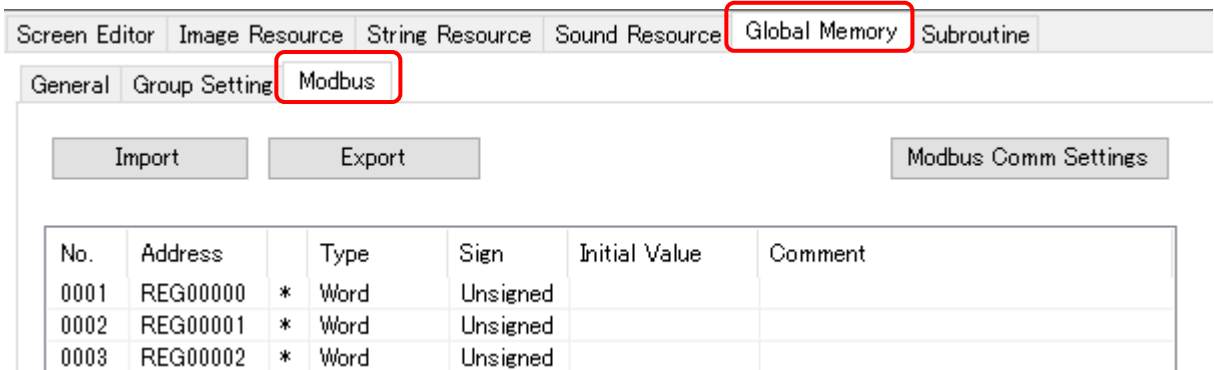 Screen Editor Image Resource String Resource Sound Resource Global Memory Subroutine
General Group Setting Modbus
Import Export Modbus Comm Settings
No. Address Type Sign Initial Value Comment
0001 REG00000 * Word Unsigned
0002 REG00001 * Word Unsigned
0003 REG00002 * Word Unsigned